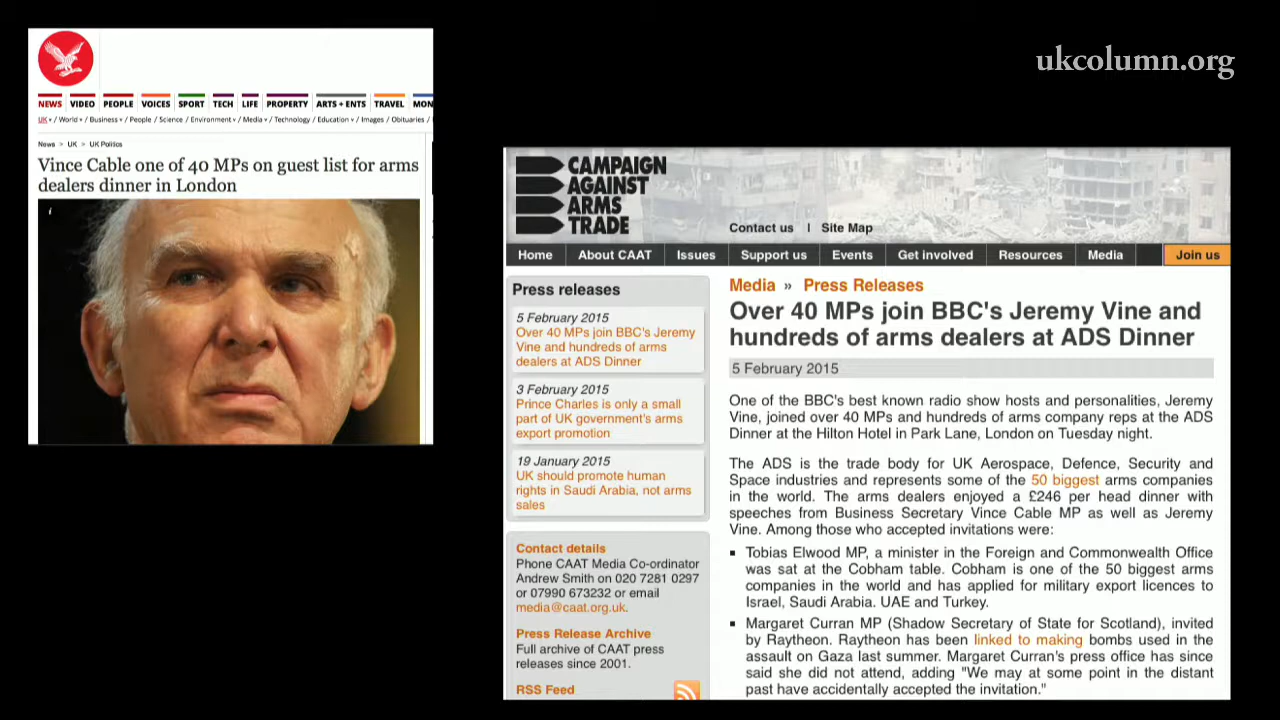 ukcolumn.org
NEWS VIDEO PEOPLE VOICES SPORT TECH LIFE PROPERTY ARTS + ENTS TRAVEL MON
UK / World / Business / People / Science / Environment / Media / Technology / Education / Images / Obituaries /
News > UK > UK Politics
Vince Cable one of 40 MPs on guest list for arms
dealers dinner in London
CAMPAIGN
AGAINST
ARMS
TRADE
Contact us | Site Map
Home About CAAT Issues Support us Events Get involved Resources Media Join us
Press releases
5 February 2015
Over 40 MPs join BBC's Jeremy
Vine and hundreds of arms
dealers at ADS Dinner
3 February 2015
Prince Charles is only a small
part of UK government's arms
export promotion
19 January 2015
UK should promote human
rights in Saudi Arabia, not arms
sales
Contact details
Phone CAAT Media Co-ordinator
Andrew Smith on 020 7281 0297
or 07990 673232 or email
media@caat.org.uk.
Press Release Archive
Full archive of CAAT press
releases since 2001.
RSS Feed
Media » Press Releases
Over 40 MPs join BBC's Jeremy Vine and
hundreds of arms dealers at ADS Dinner
5 February 2015
One of the BBC's best known radio show hosts and personalities, Jeremy
Vine, joined over 40 MPs and hundreds of arms company reps at the ADS
Dinner at the Hilton Hotel in Park Lane, London on Tuesday night.
The ADS is the trade body for UK Aerospace, Defence, Security and
Space industries and represents some of the 50 biggest arms companies
in the world. The arms dealers enjoyed a £246 per head dinner with
speeches from Business Secretary Vince Cable MP as well as Jeremy
Vine. Among those who accepted invitations were:
Tobias Elwood MP, a minister in the Foreign and Commonwealth Office
was sat at the Cobham table. Cobham is one of the 50 biggest arms
companies in the world and has applied for military export licences to
Israel, Saudi Arabia. UAE and Turkey.
Margaret Curran MP (Shadow Secretary of State for Scotland), invited
by Raytheon. Raytheon has been linked to making bombs used in the
assault on Gaza last summer. Margaret Curran's press office has since
said she did not attend, adding "We may at some point in the distant
past have accidentally accepted the invitation."